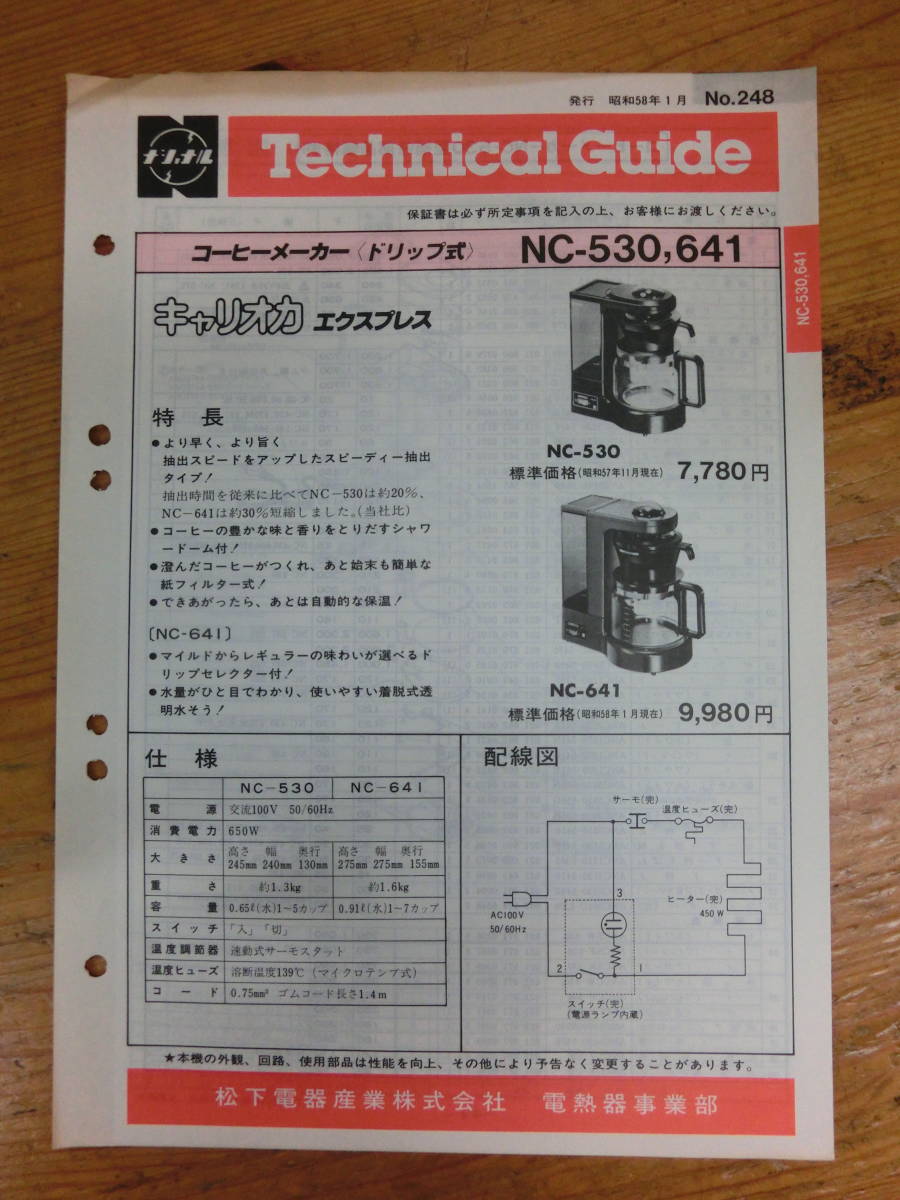 発行 昭和58年1月 No.248
ナショナル
Technical Guide
保証書は必ず所定事項を記入の上、お客様にお渡しください。
コーヒーメーカー〈ドリップ式〉 NC-530,641
NC-530,641
キャリオカ エクスプレス
特長
●より早く、より旨く
抽出スピードをアップしたスピーディー抽出
タイプ!
抽出時間を従来に比べてNC-530は約20%、
NC-641は約30%短縮しました。(当社比)
●コーヒーの豊かな味と香りをとりだすシャワ
ードーム付!
●澄んだコーヒーがつくれ、あと始末も簡単な
紙フィルター式!
●できあがったら、あとは自動的な保温!
〔NC-641〕
●マイルドからレギュラーの味わいが選べるド
リップセレクター付!
●水量がひと目でわかり、使いやすい着脱式透
明水そう!
NC-530
標準価格(昭和57年11月現在) 7,780円
NC-641
標準価格(昭和58年1月現在) 9,980円
仕様
NC-530 NC-641
電源 交流100V 50/60Hz
消費電力 650W
大きさ 高さ 幅 奥行 高さ 幅 奥行
245mm 240mm 130mm 275mm 275mm 155mm
重さ 約1.3kg 約1.6kg
容量 0.65ℓ(水)1~5カップ 0.91ℓ(水)1~7カップ
スイッチ 「入」「切」
温度調節器 速動式サーモスタット
温度ヒューズ 溶断温度139℃(マイクロテンプ式)
コード 0.75mm² ゴムコード長さ1.4m
配線図
サーモ(完)
温度ヒューズ(完)
ヒーター(完)
450W
AC100V
50/60Hz
3
2
1
スイッチ(完)
(電源ランプ内蔵)
★本機の外観、回路、使用部品は性能を向上、その他により予告なく変更することがあります。
松下電器産業株式会社 電熱器事業部